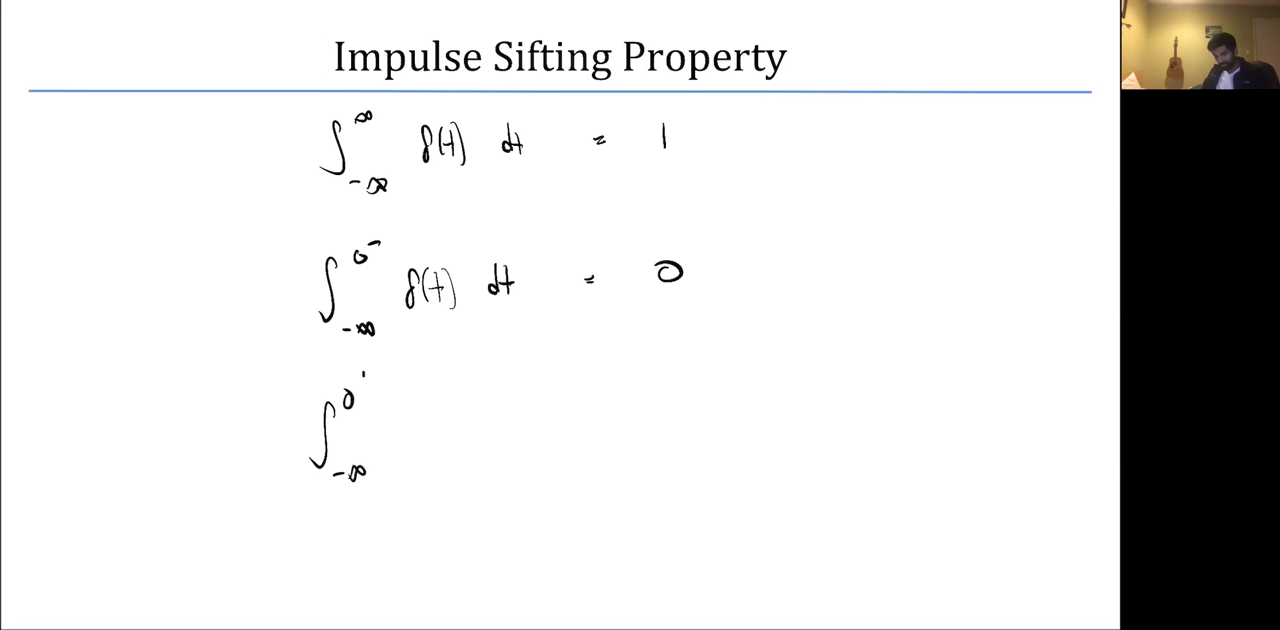 Impulse Sifting Property
∫_{-∞}^{∞} δ(t) dt = 1
∫_{-∞}^{0⁻} δ(t) dt = 0
∫_{-∞}^{0}